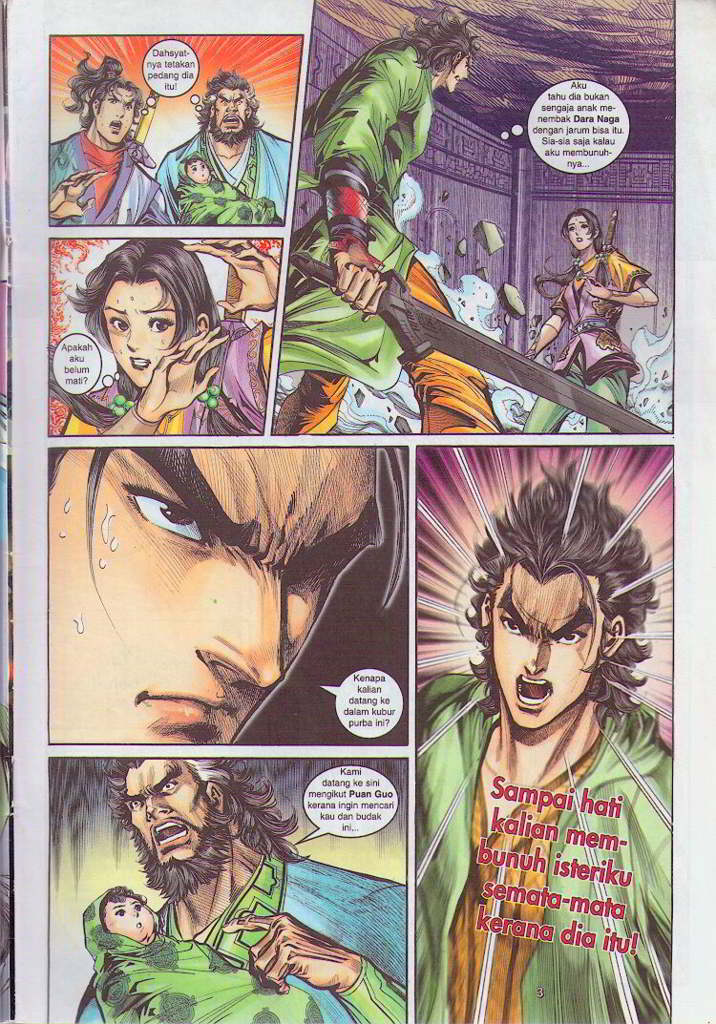 Dahsyat-
nya tetakan
pedang dia
itu!
Aku
tahu dia bukan
sengaja anak me-
nembak Dara Naga
dengan jarum bisa itu.
Sia-sia saja kalau
aku membunuh-
nya...
Apakah
aku
belum
mati?
Kenapa
kalian
datang ke
dalam kubur
purba ini?
Kami
datang ke sini
mengikut Puan Guo
kerana ingin mencari
kau dan budak
ini,..
Sampai hati
kalian mem-
bunuh isteriku
semata-mata
kerana dia itu!
3